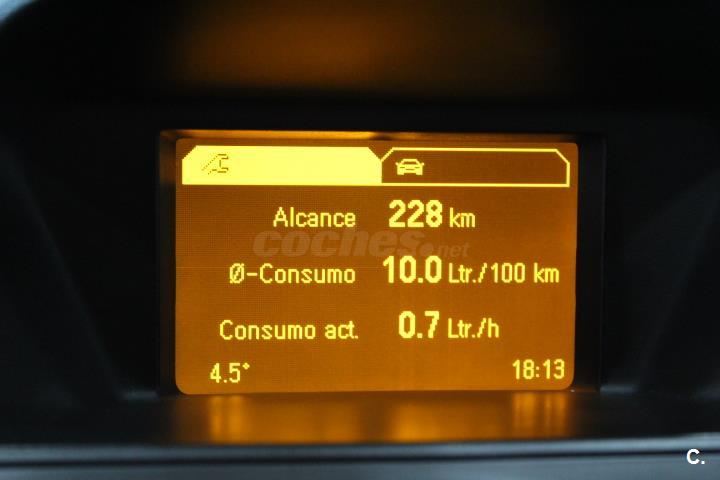 Alcance 228 km
coches.net
Ø-Consumo 10.0 Ltr./100 km
Consumo act. 0.7 Ltr./h
4.5° 18:13
C.